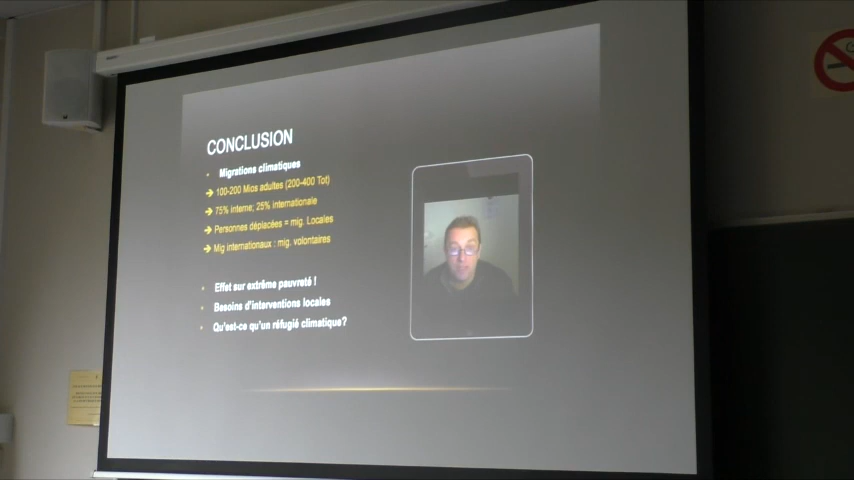 CONCLUSION
• Migrations climatiques
→ 100-200 Mios adultes (200-400 Tot)
→ 75% interne; 25% internationale
→ Personnes déplacées = mig. Locales
→ Mig internationaux : mig. volontaires
• Effet sur extrême pauvreté !
• Besoins d'interventions locales
• Qu'est-ce qu'un réfugié climatique?